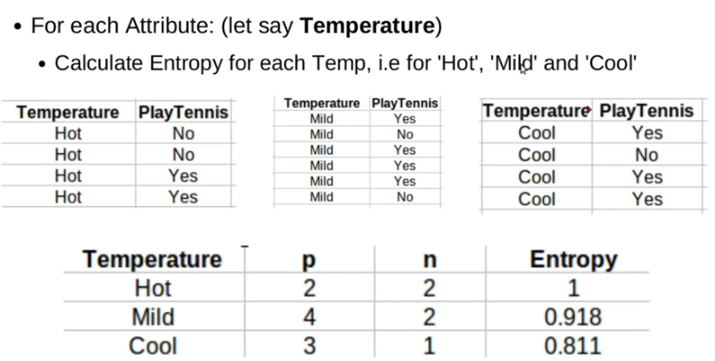 For each Attribute: (let say Temperature)
Calculate Entropy for each Temp, i.e for 'Hot', 'Mild' and 'Cool'
Temperature PlayTennis
Hot No
Hot No
Hot Yes
Hot Yes
Temperature PlayTennis
Mild Yes
Mild No
Mild Yes
Mild Yes
Mild Yes
Mild No
Temperature PlayTennis
Cool Yes
Cool No
Cool Yes
Cool Yes
Temperature p n Entropy
Hot 2 2 1
Mild 4 2 0.918
Cool 3 1 0.811